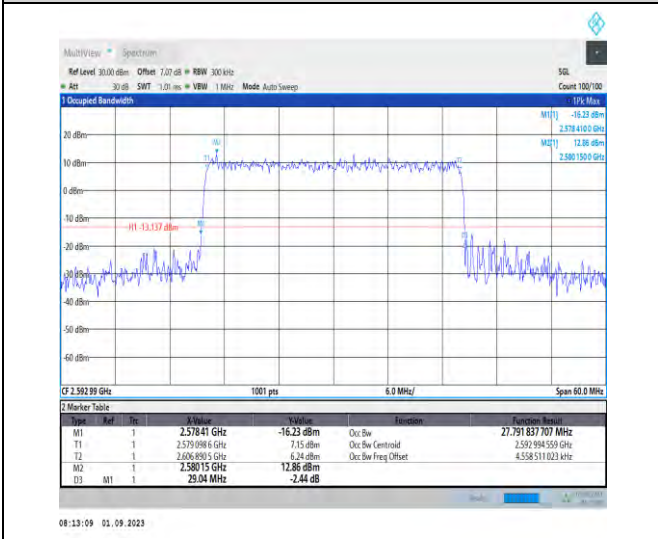 MultiView Spectrum
Ref Level 30.00 dBm Offset 7.07 dB RBW 300 kHz SGL
Att 30 dB SWT 1.01 ms VBW 1 MHz Mode Auto Sweep Count 100/100
1 Occupied Bandwidth 1Pk Max
M1[1] -16.23 dBm
2.578 4100 GHz
M2[1] 12.86 dBm
2.580 1500 GHz
20 dBm
M2
T1
10 dBm
0 dBm
-10 dBm
H1 -13.137 dBm
-20 dBm
-30 dBm
-40 dBm
-50 dBm
-60 dBm
CF 2.592 99 GHz 1001 pts 6.0 MHz/ Span 60.0 MHz
2 Marker Table
Type Ref Trc X-Value Y-Value Function Function Result
M1 1 2.578 41 GHz -16.23 dBm Occ Bw 27.791 837 707 MHz
T1 1 2.579 098 6 GHz 7.15 dBm Occ Bw Centroid 2.592 994 559 GHz
T2 1 2.606 890 5 GHz 6.24 dBm Occ Bw Freq Offset 4.558 511 023 kHz
M2 1 2.580 15 GHz 12.86 dBm
D3 M1 1 29.04 MHz -2.44 dB
08:13:09 01.09.2023